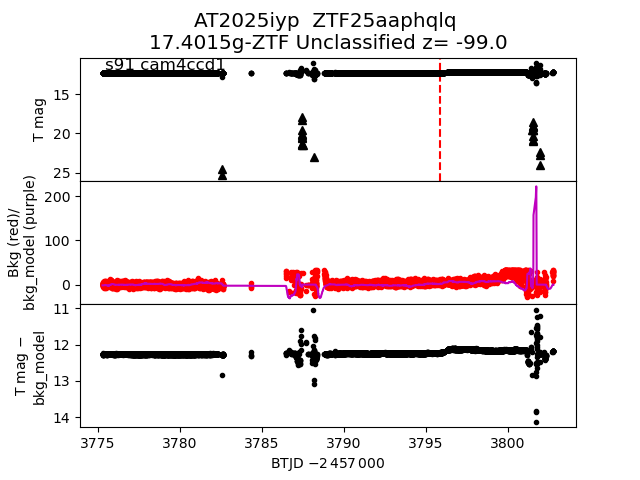 AT2025iyp  ZTF25aaphqlq
17.4015g-ZTF Unclassified z= -99.0
s91 cam4ccd1
T mag
15
20
25
Bkg (red)/
bkg_model (purple)
200
100
0
T mag −
bkg_model
11
12
13
14
3775
3780
3785
3790
3795
3800
BTJD −2 457 000